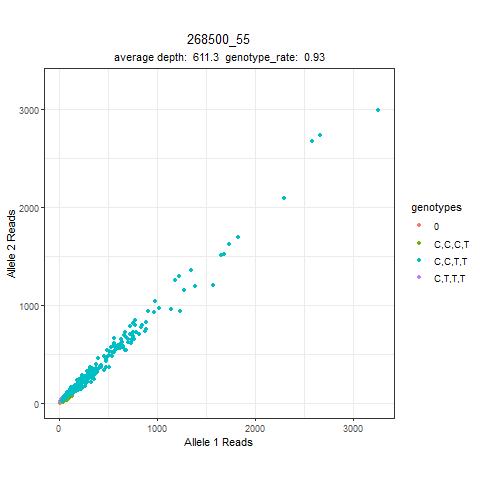 268500_55
average depth:  611.3  genotype_rate:  0.93
3000
2000
1000
0
Allele 2 Reads
0
1000
2000
3000
Allele 1 Reads
genotypes
0
C,C,C,T
C,C,T,T
C,T,T,T